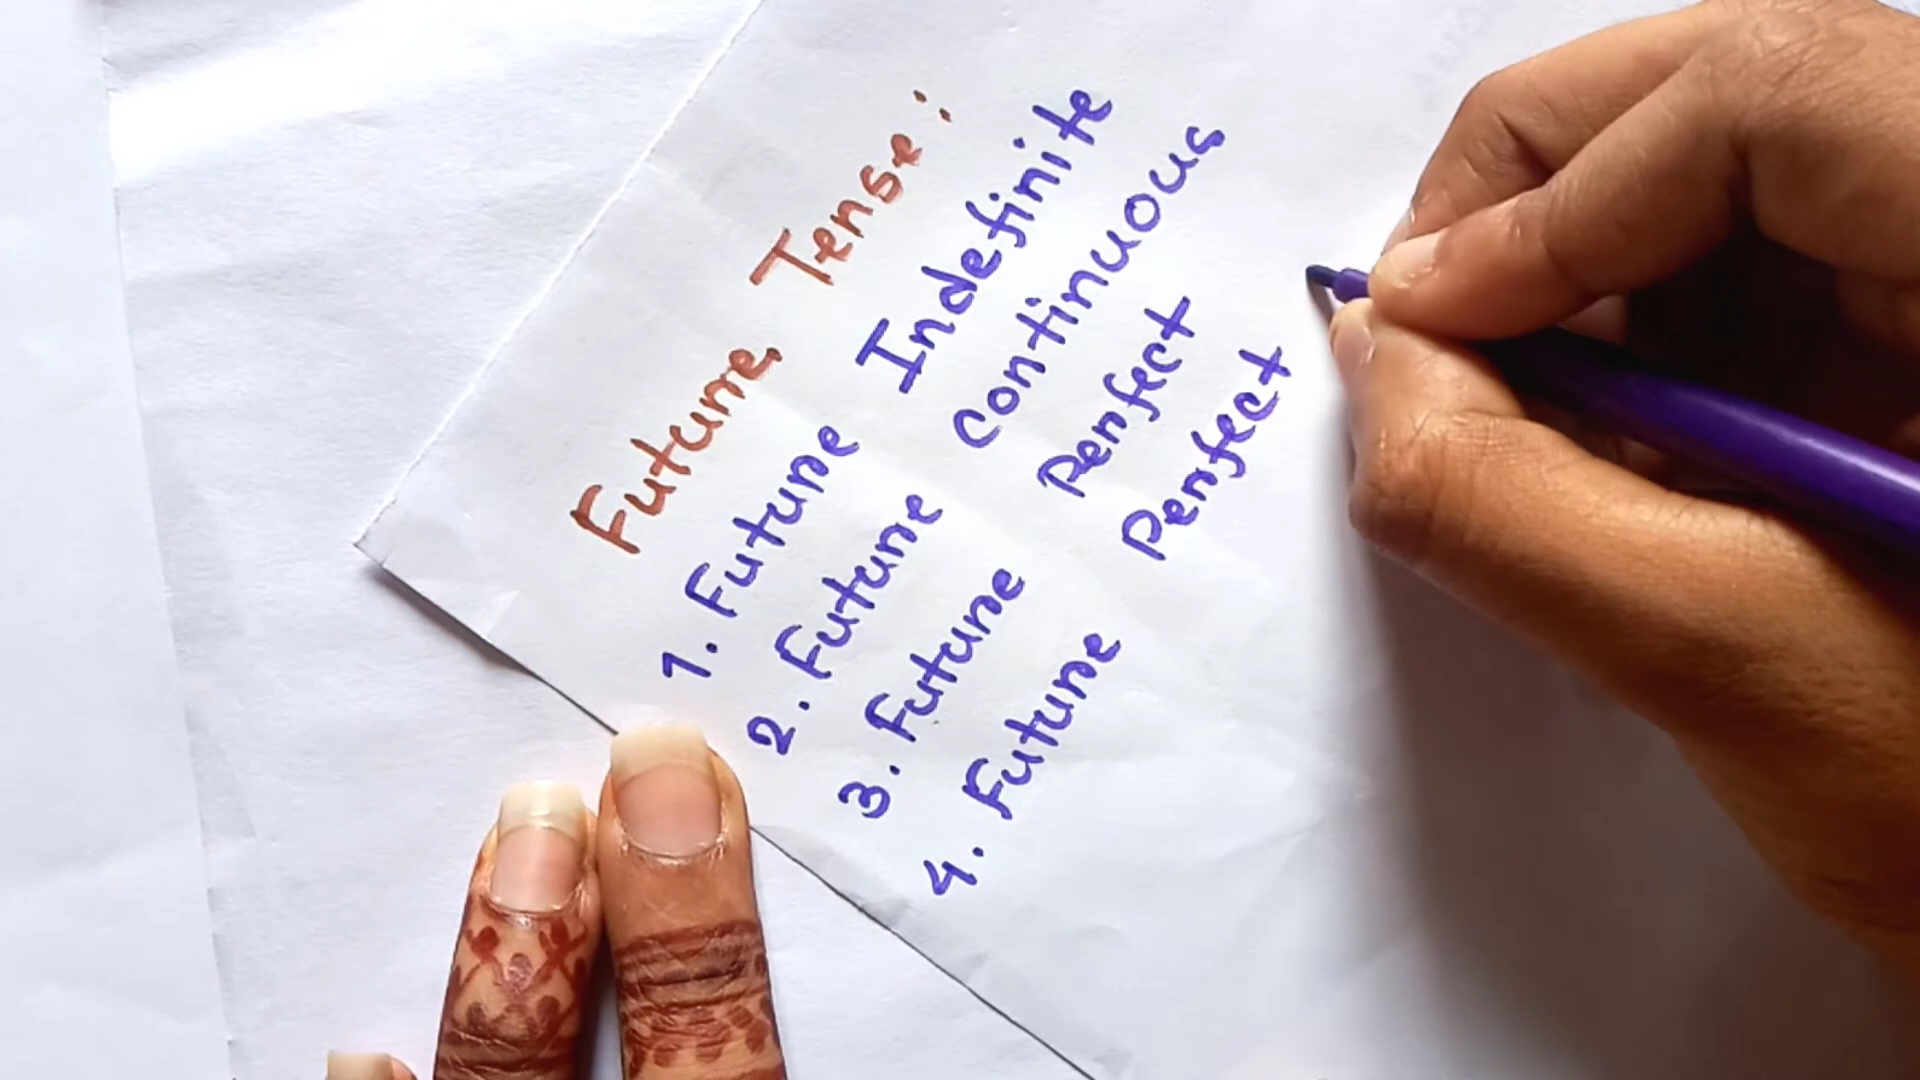 Future Tense:
1. Future Indefinite
2. Future Continuous
3. Future Perfect
4. Future Perfect